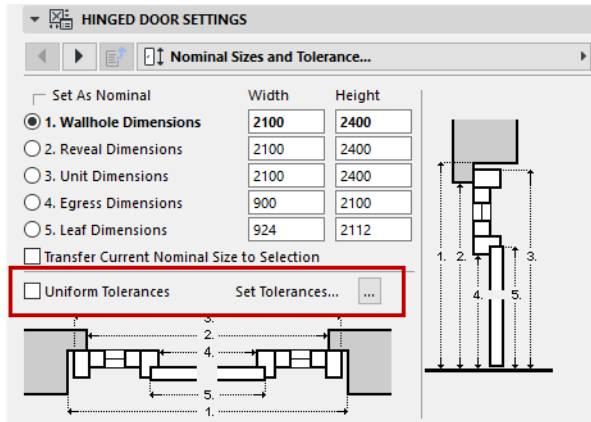 HINGED DOOR SETTINGS
Nominal Sizes and Tolerance...
Set As Nominal Width Height
1. Wallhole Dimensions 2100 2400
2. Reveal Dimensions 2100 2400
3. Unit Dimensions 2100 2400
4. Egress Dimensions 900 2100
5. Leaf Dimensions 924 2112
Transfer Current Nominal Size to Selection
Uniform Tolerances Set Tolerances... ...
3.
2.
4.
5.
1.
1. 2. 3.
4. 5.